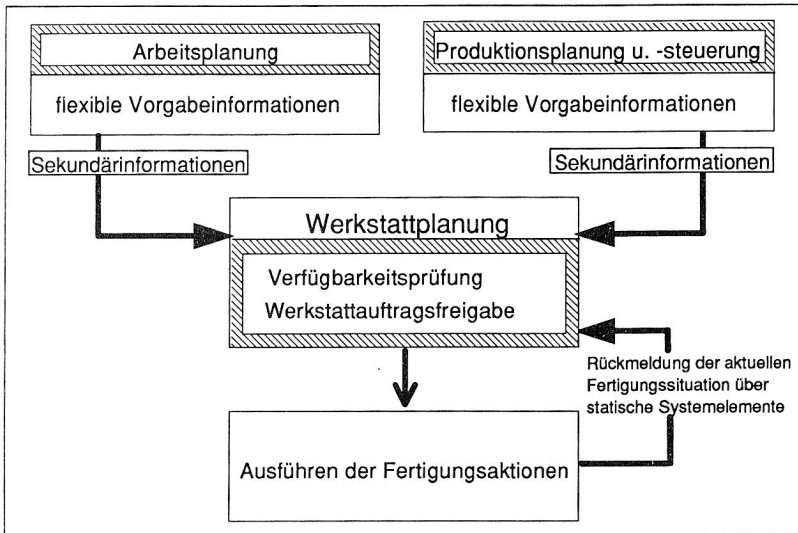 Arbeitsplanung
flexible Vorgabeinformationen
Sekundärinformationen
Produktionsplanung u. -steuerung
flexible Vorgabeinformationen
Sekundärinformationen
Werkstattplanung
Verfügbarkeitsprüfung
Werkstattauftragsfreigabe
Rückmeldung der aktuellen
Fertigungssituation über
statische Systemelemente
Ausführen der Fertigungsaktionen